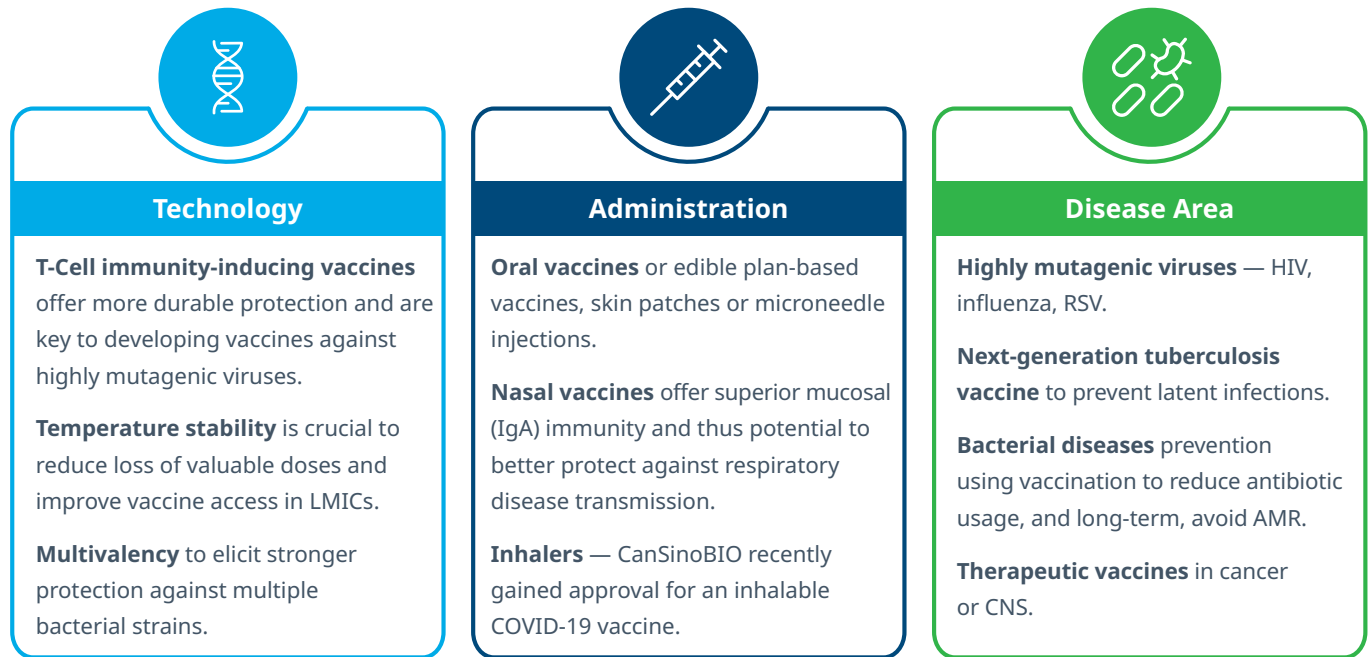 Technology
T-Cell immunity-inducing vaccines
offer more durable protection and are
key to developing vaccines against
highly mutagenic viruses.
Temperature stability is crucial to
reduce loss of valuable doses and
improve vaccine access in LMICs.
Multivalency to elicit stronger
protection against multiple
bacterial strains.
Administration
Oral vaccines or edible plan-based
vaccines, skin patches or microneedle
injections.
Nasal vaccines offer superior mucosal
(IgA) immunity and thus potential to
better protect against respiratory
disease transmission.
Inhalers — CanSinoBIO recently
gained approval for an inhalable
COVID-19 vaccine.
Disease Area
Highly mutagenic viruses — HIV,
influenza, RSV.
Next-generation tuberculosis
vaccine to prevent latent infections.
Bacterial diseases prevention
using vaccination to reduce antibiotic
usage, and long-term, avoid AMR.
Therapeutic vaccines in cancer
or CNS.